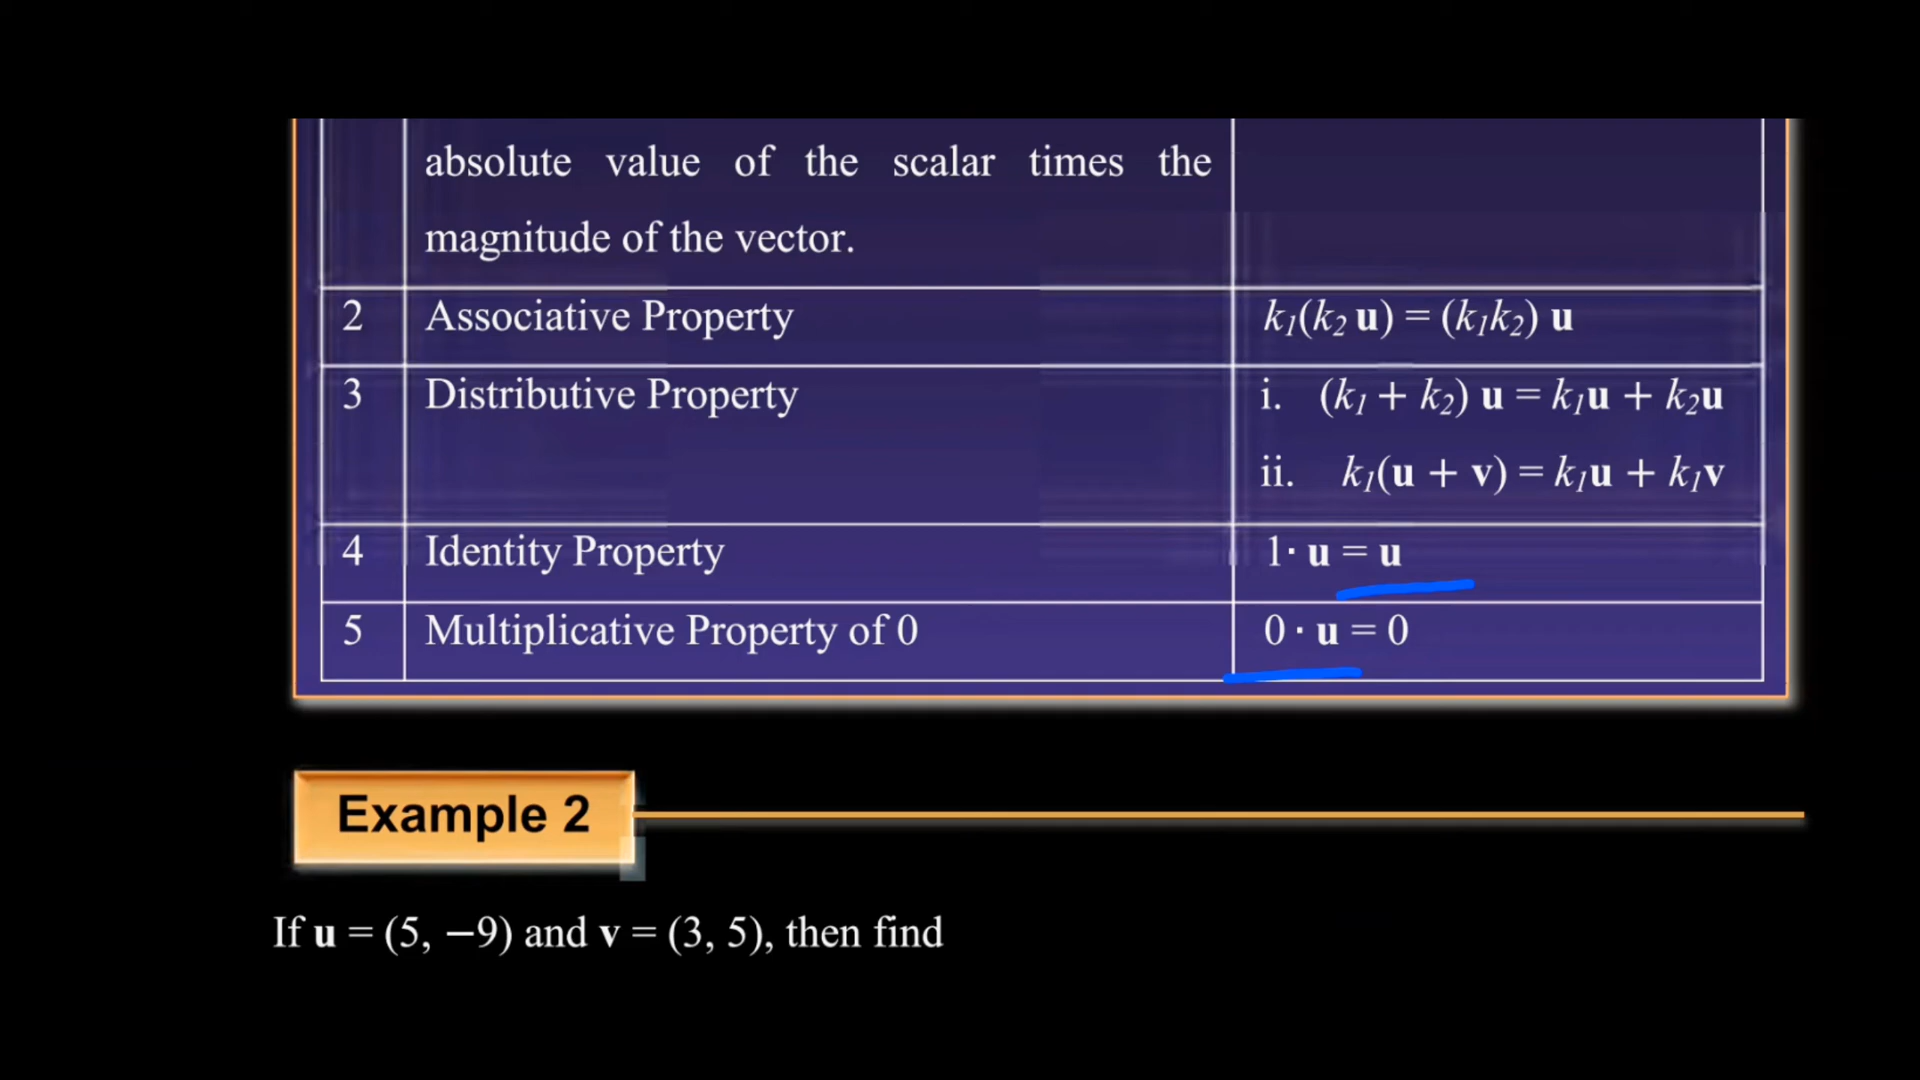 absolute value of the scalar times the
magnitude of the vector.
2 Associative Property k₁(k₂ u) = (k₁k₂) u
3 Distributive Property i. (k₁ + k₂) u = k₁u + k₂u
ii. k₁(u + v) = k₁u + k₁v
4 Identity Property 1· u = u
5 Multiplicative Property of 0 0 · u = 0
Example 2
If u = (5, −9) and v = (3, 5), then find